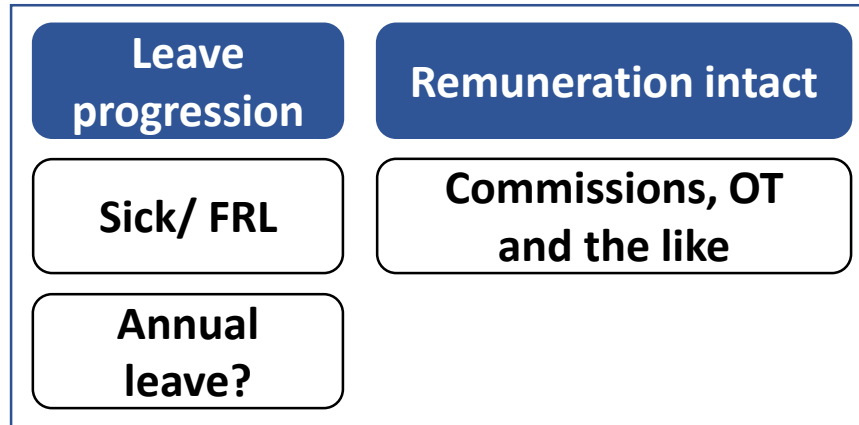 Leave
progression
Remuneration intact
Sick/ FRL
Commissions, OT
and the like
Annual
leave?